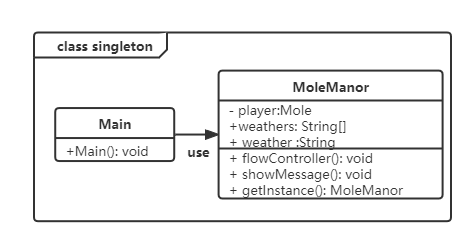 class singleton
MoleManor
- player:Mole
+weathers: String[]
+ weather :String
+ flowController(): void
+ showMessage(): void
+ getInstance(): MoleManor
Main
+Main(): void
use